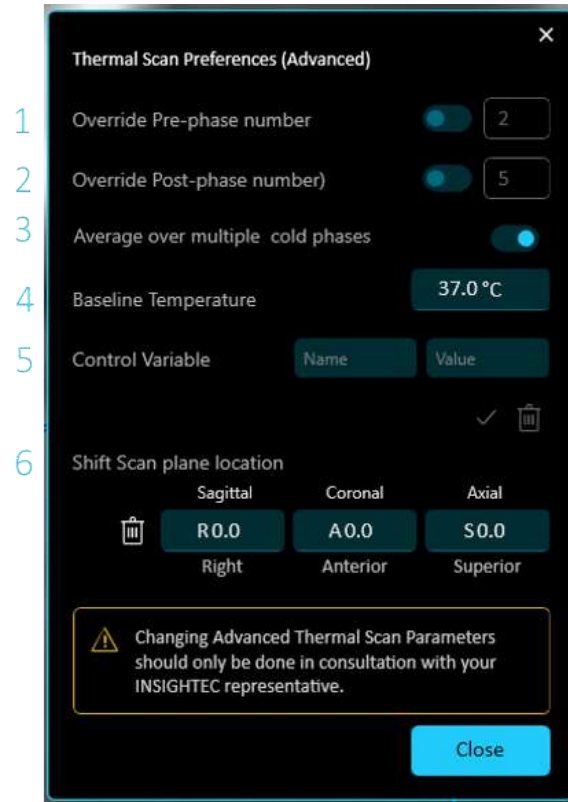 Thermal Scan Preferences (Advanced)
1 Override Pre-phase number 2
2 Override Post-phase number) 5
3 Average over multiple cold phases
4 Baseline Temperature 37.0 °C
5 Control Variable Name Value
6 Shift Scan plane location
Sagittal Coronal Axial
R 0.0 A 0.0 S 0.0
Right Anterior Superior
Changing Advanced Thermal Scan Parameters
should only be done in consultation with your
INSIGHTEC representative.
Close